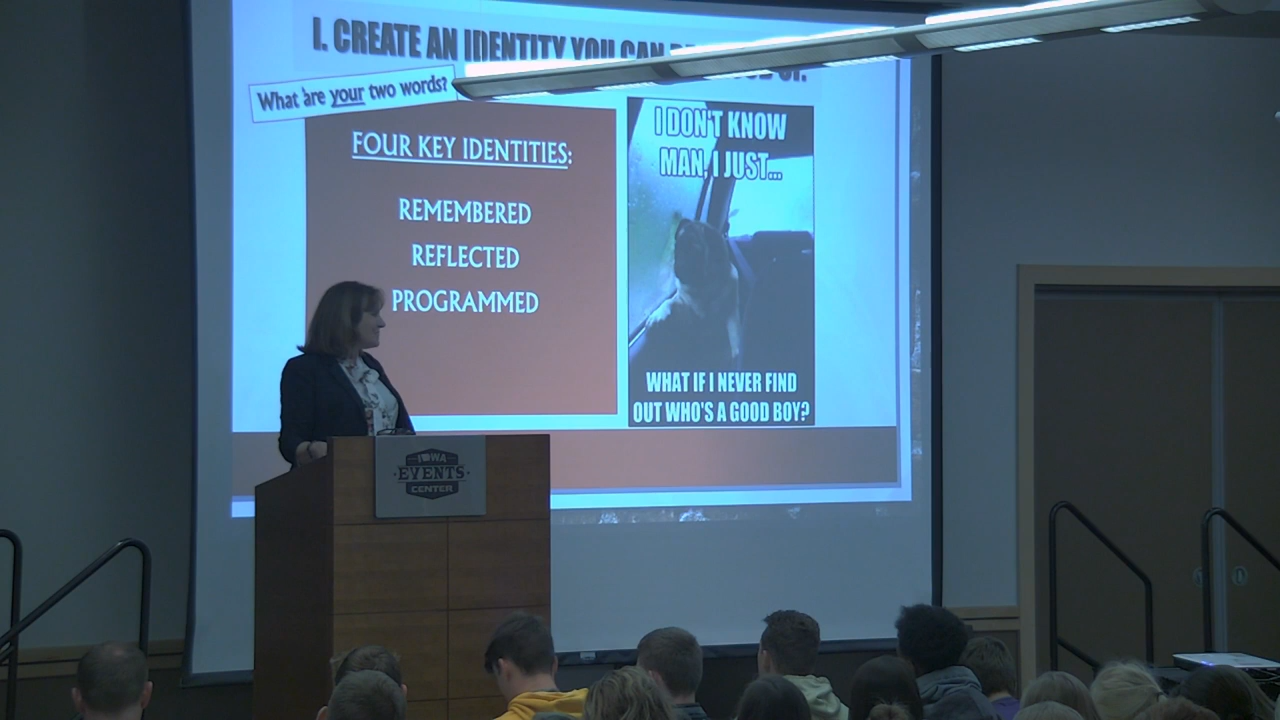 I. CREATE AN IDENTITY YOU CAN
What are your two words?
FOUR KEY IDENTITIES:
REMEMBERED
REFLECTED
PROGRAMMED
I DON'T KNOW
MAN, I JUST...
WHAT IF I NEVER FIND
OUT WHO'S A GOOD BOY?
IOWA
EVENTS
CENTER